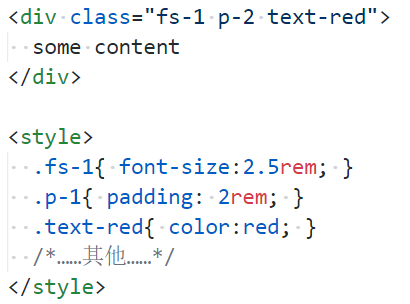 <div class="fs-1 p-2 text-red">
  some content
</div>

<style>
  .fs-1{ font-size:2.5rem; }
  .p-1{ padding: 2rem; }
  .text-red{ color:red; }
  /*……其他……*/
</style>